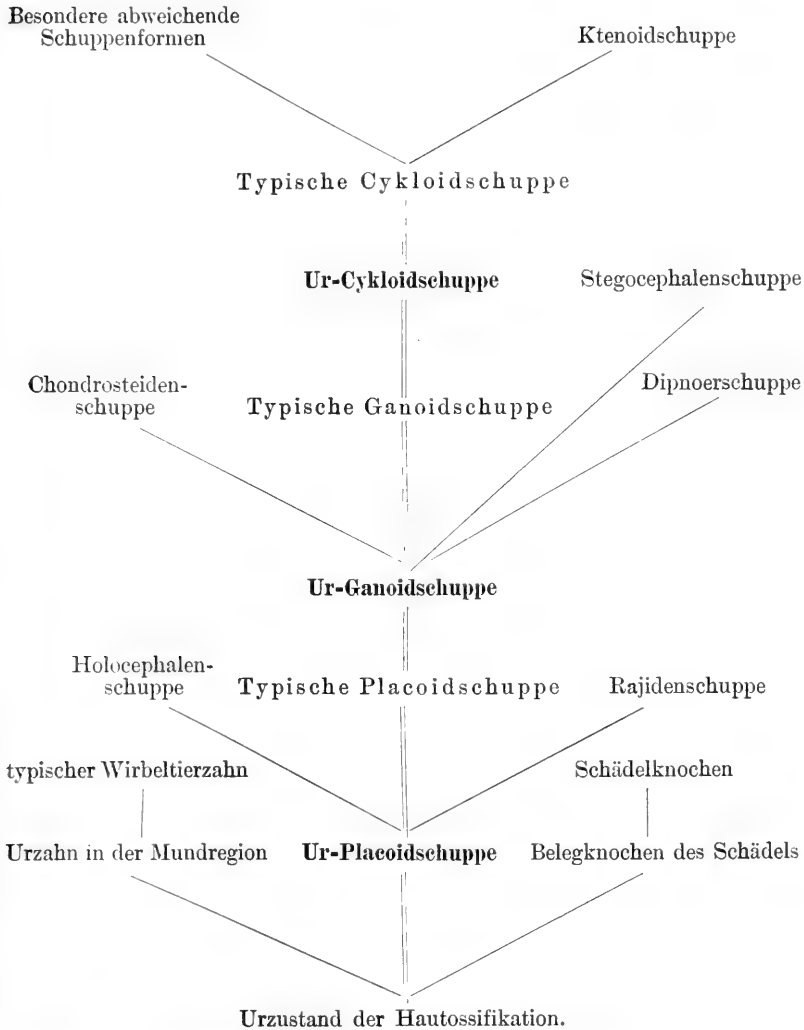 Besondere abweichende
Schuppenformen
Ktenoidschuppe
Typische Cykloidschuppe
Ur-Cykloidschuppe
Stegocephalenschuppe
Chondrosteiden-
schuppe
Typische Ganoidschuppe
Dipnoerschuppe
Ur-Ganoidschuppe
Holocephalen-
schuppe
Typische Placoidschuppe
Rajidenschuppe
typischer Wirbeltierzahn
Schädelknochen
Urzahn in der Mundregion
Ur-Placoidschuppe
Belegknochen des Schädels
Urzustand der Hautossifikation.